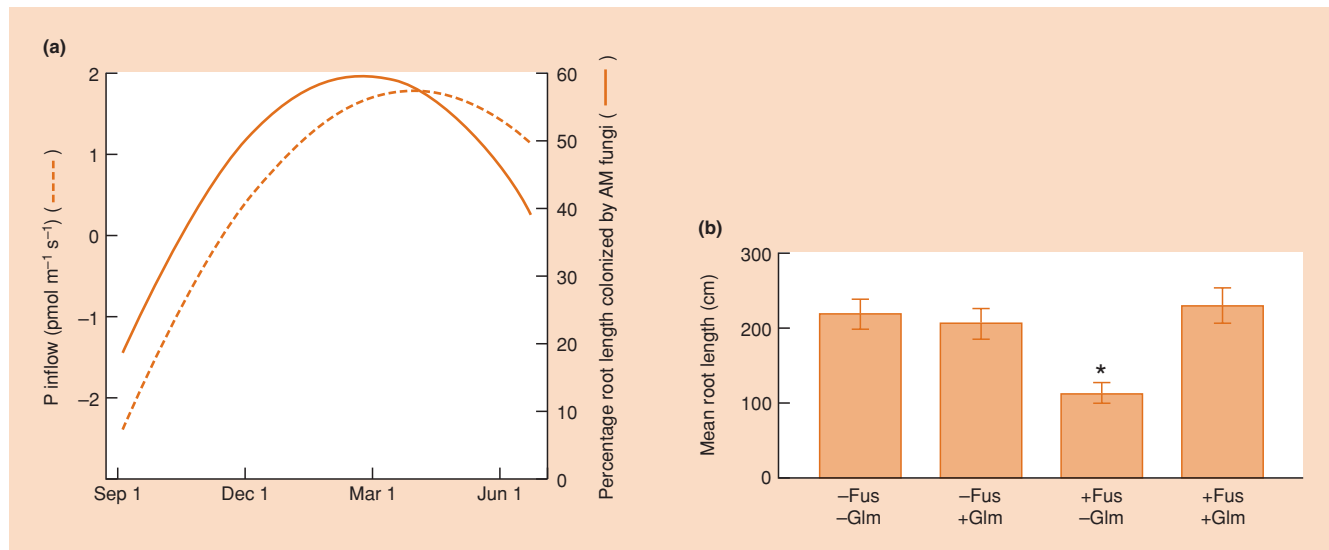 (a)
P inflow (pmol m⁻¹ s⁻¹) ( )
2
1
0
–1
–2
Percentage root length colonized by AM fungi ( )
60
50
40
30
20
10
0
Sep 1 Dec 1 Mar 1 Jun 1
(b)
Mean root length (cm)
300
200
100
0
*
–Fus –Fus +Fus +Fus
–Glm +Glm –Glm +Glm